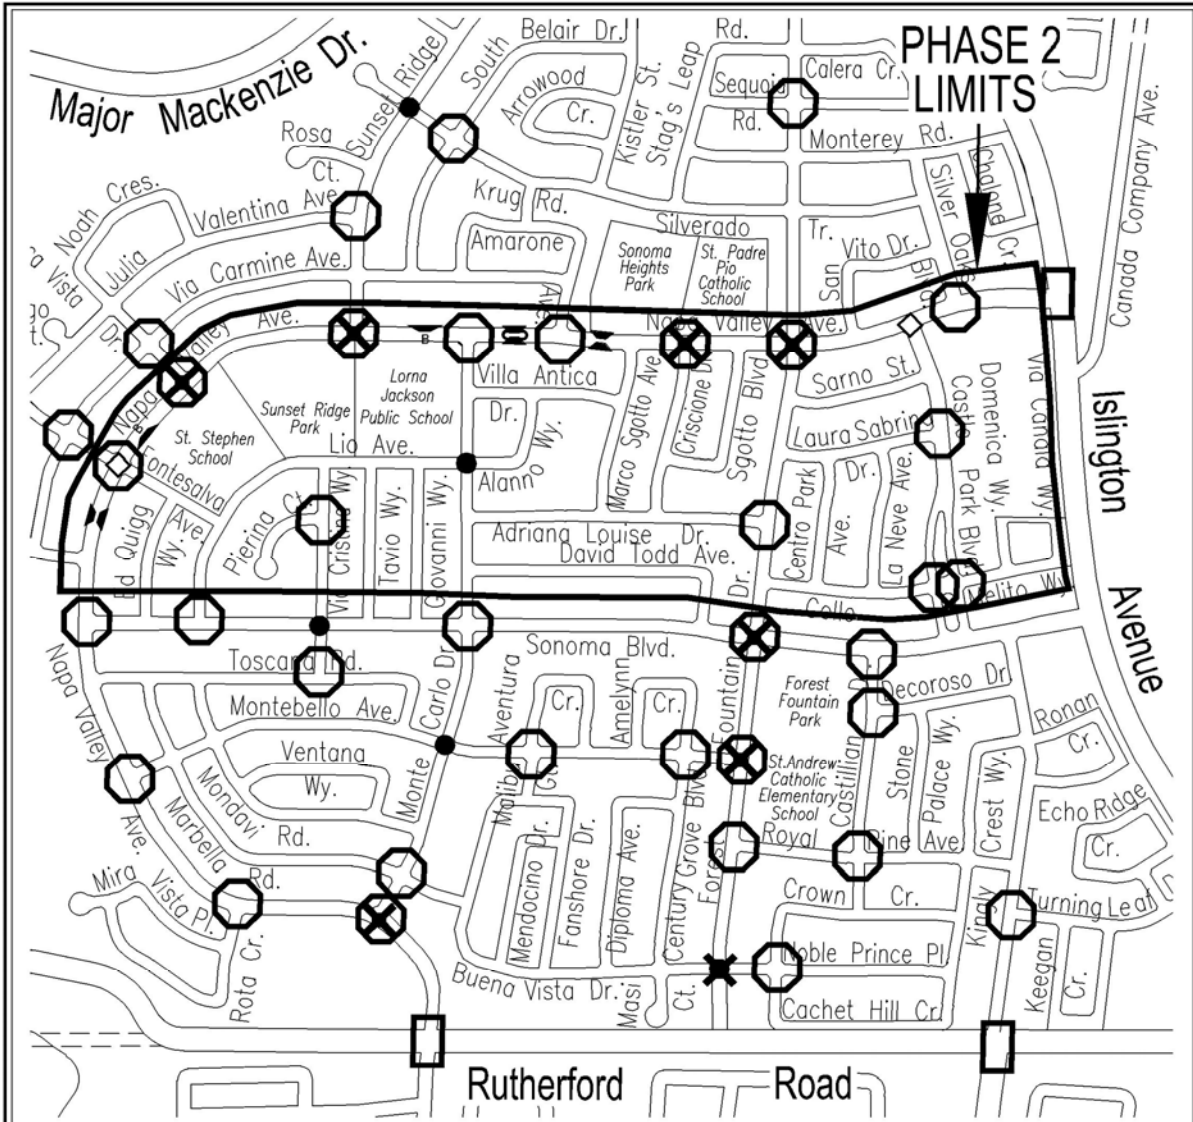 Major Mackenzie Dr.
PHASE 2
LIMITS
Belair Dr.
Rd.
Calera Cr.
Sequoia
Rd.
Monterey Rd.
Arrowood
Cr.
South
Sunset Ridge
Kistler St.
Stag's Leap
Rosa
Ct.
Krug Rd.
Amarone
Ave.
Silverado
Tr.
Vito Dr.
San
Silver Oaks
Blvd
Chalone
Cr.
Canada Company Ave.
Noah Cres.
Valentina Ave.
Julia
Dr.
Via Carmine Ave.
Sonoma
Heights
Park
St. Padre
Pio
Catholic
School
Napa Valley Ave.
Napa Valley Ave.
B
B
Villa Antica
Dr.
Lorna
Jackson
Public School
Sunset Ridge
Park
St. Stephen
School
Fontesalva
Ave.
Lio Ave.
Alann
Wy.
Marco Sgotto Ave
Criscione Dr
Sgotto Blvd
Sarno St.
Laura Sabrina
Dr.
Castle Park Blvd
Domenica Wy.
Via Canala Wy.
Islington
Avenue
Ed Quigg
Wy.
Pierina Ct.
Via Cristina Wy.
Tavio Wy.
Giovanni Wy.
Adriana Louise Dr.
David Todd Ave.
Centro Park
Ave.
La Neve Ave.
Dr.
Collo
Melito Wy
Sonoma Blvd.
Toscana Rd.
Montebello Ave.
Ventana
Wy.
Monte Carlo Dr.
Aventura
Cr.
Amelynn
Cr.
Fountain
Forest
Fountain
Park
Decoroso Dr
Ronan
Cr.
Napa Valley
Ave.
Mondavi
Rd.
Marbella
Rd.
Malibu
Century Grove Blvd
Forest
St.Andrew
Catholic
Elementary
School
Castillian
Stone
Palace Wy.
Crest Wy.
Echo Ridge
Cr.
Royal Pine Ave.
Mira
Vista Pl.
Rota Cr.
Mendocino Dr.
Fanshore Dr.
Diploma Ave.
Crown Cr.
Kingly
Turning Leaf
Noble Prince Pl.
Keegan
Cr.
Buena Vista Dr.
Masi
Ct.
Cachet Hill Cr.
Rutherford Road